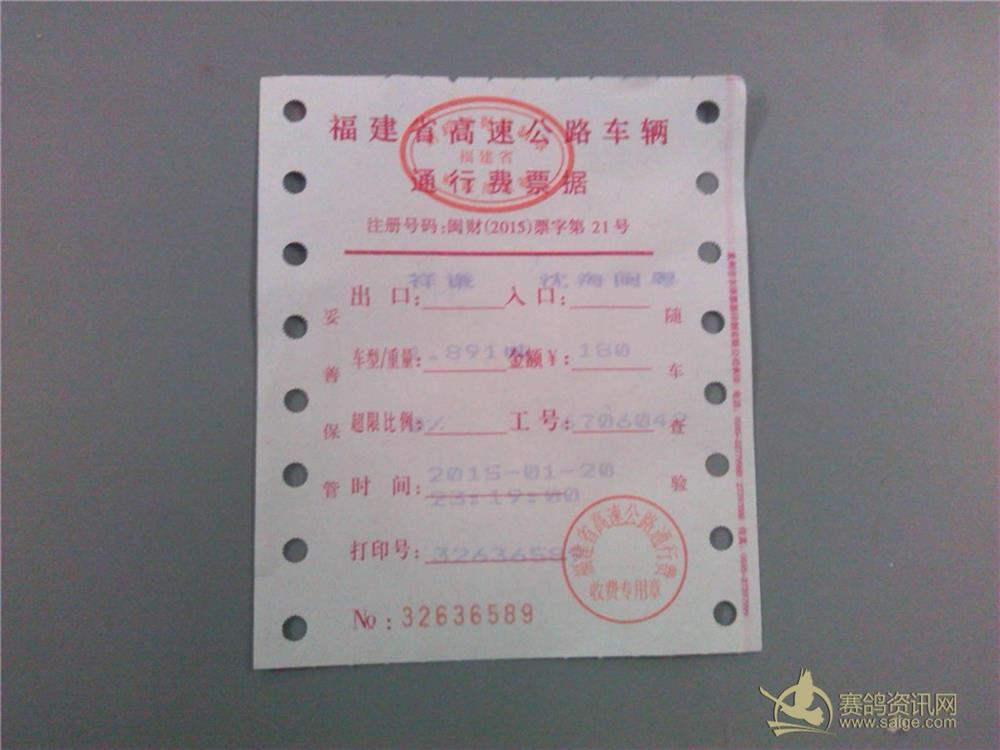 福建省高速公路车辆
福建省
通行费票据
注册号码:闽财(2015)票字第 21 号
祥谦 沈海闽粤
出 口: 入 口:
车型/重量: 金额¥: 180
超限比例: 0% 工 号: 6706042
时 间: 2015-01-20
23:19:00
打印号: 3263658
No : 32636589
妥善保管
随车查验
福建省高速公路通行费
收费专用章
赛鸽资讯网
www.saige.com